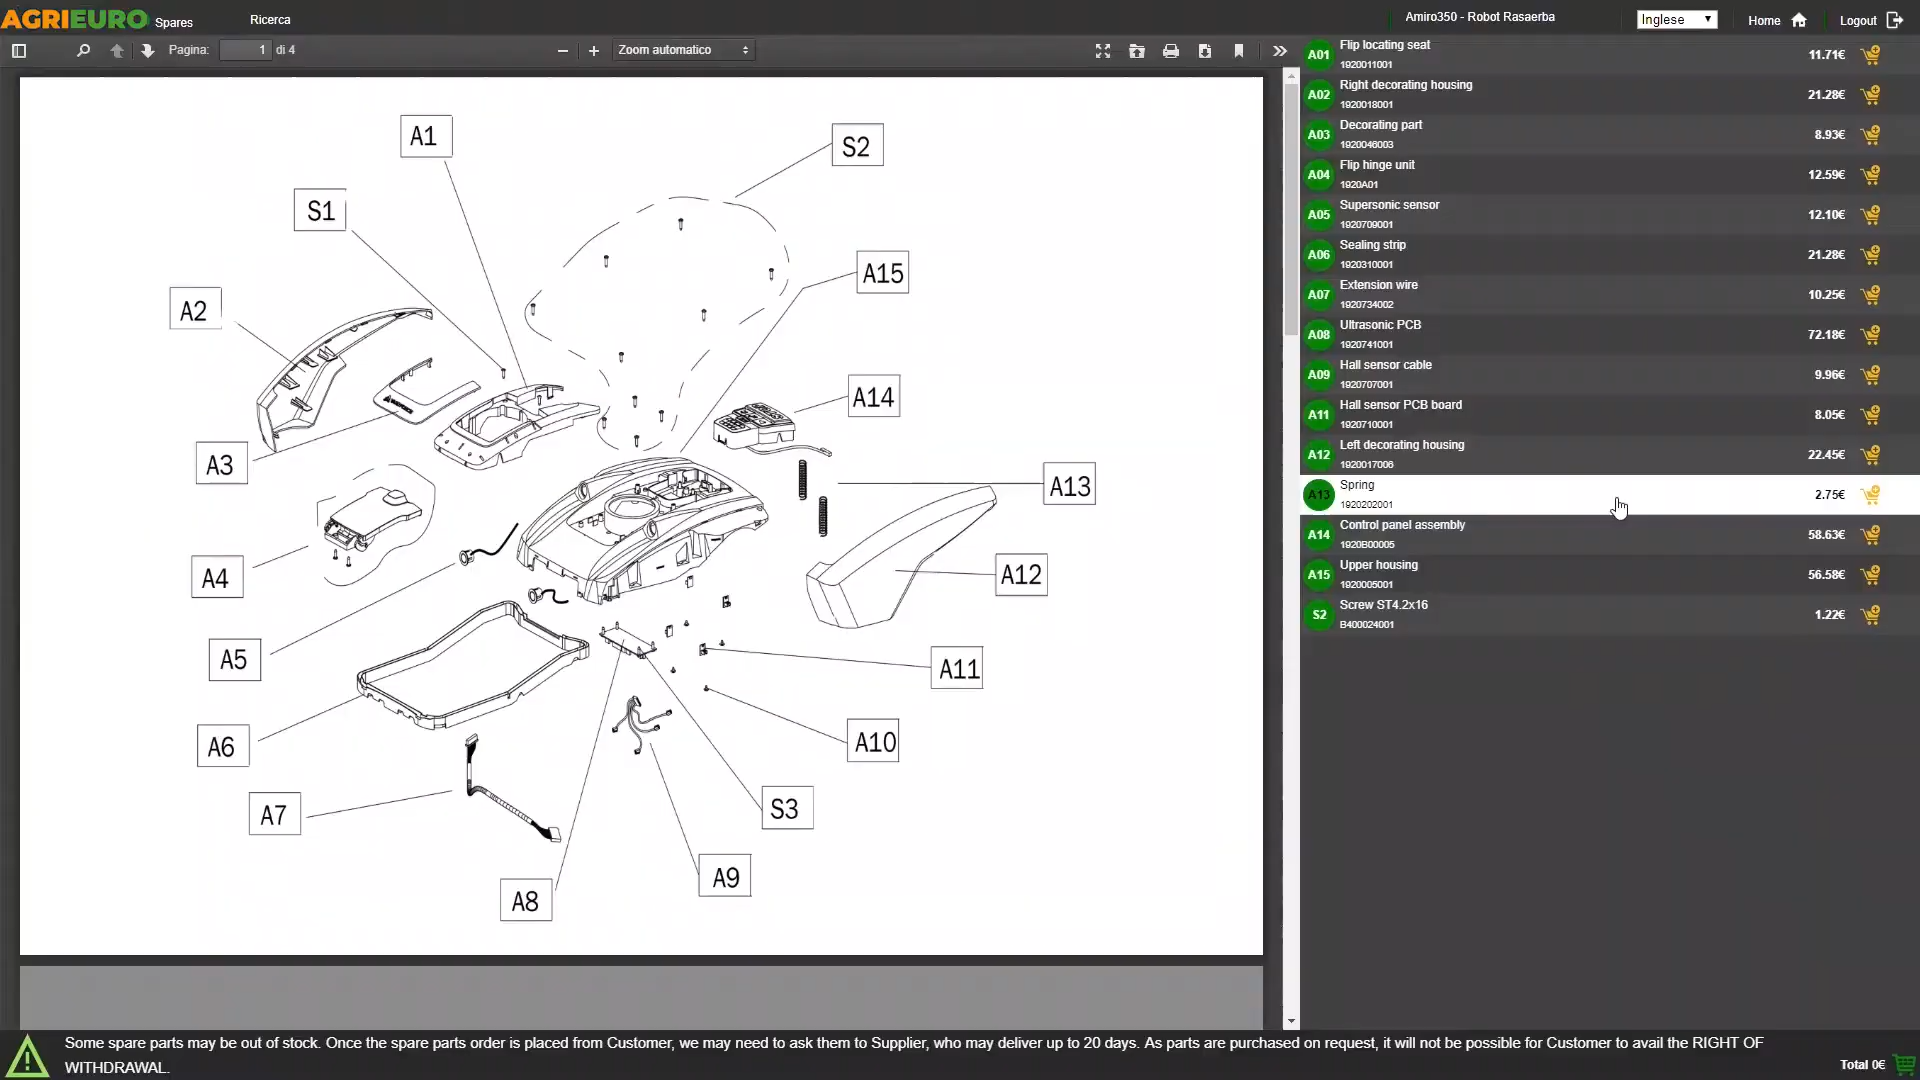 AGRIEURO Spares
Ricerca
Amiro350 - Robot Rasaerba
Inglese
Home
Logout
Pagina: 1 di 4
Zoom automatico
A1
S2
S1
A15
A2
A14
A3
A13
A4
A12
A5
A11
A6
A10
A7
S3
A9
A8
A01 Flip locating seat 11.71€
1920011001
A02 Right decorating housing 21.28€
1920018001
A03 Decorating part 8.93€
1920046003
A04 Flip hinge unit 12.59€
1920A01
A05 Supersonic sensor 12.10€
1920709001
A06 Sealing strip 21.28€
1920310001
A07 Extension wire 10.25€
1920734002
A08 Ultrasonic PCB 72.18€
1920741001
A09 Hall sensor cable 9.96€
1920707001
A11 Hall sensor PCB board 8.05€
1920710001
A12 Left decorating housing 22.45€
1920017006
A13 Spring 2.75€
1920202001
A14 Control panel assembly 58.63€
1920B00005
A15 Upper housing 56.58€
1920005001
S2 Screw ST4.2x16 1.22€
B400024001
Some spare parts may be out of stock. Once the spare parts order is placed from Customer, we may need to ask them to Supplier, who may deliver up to 20 days. As parts are purchased on request, it will not be possible for Customer to avail the RIGHT OF
WITHDRAWAL.
Total 0€